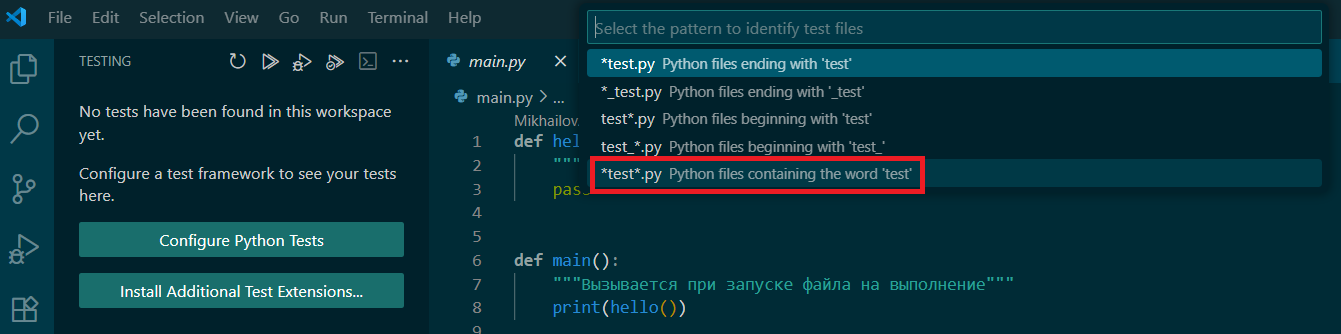 File Edit Selection View Go Run Terminal Help
Select the pattern to identify test files
*test.py Python files ending with 'test'
*_test.py Python files ending with '_test'
test*.py Python files beginning with 'test'
test_*.py Python files beginning with 'test_'
*test*.py Python files containing the word 'test'
TESTING
No tests have been found in this workspace
yet.
Configure a test framework to see your tests
here.
Configure Python Tests
Install Additional Test Extensions...
main.py
main.py > ...
Mikhailov
1 def hel
2 """
3 pass
4
5
6 def main():
7 """Вызывается при запуске файла на выполнение"""
8 print(hello())
9